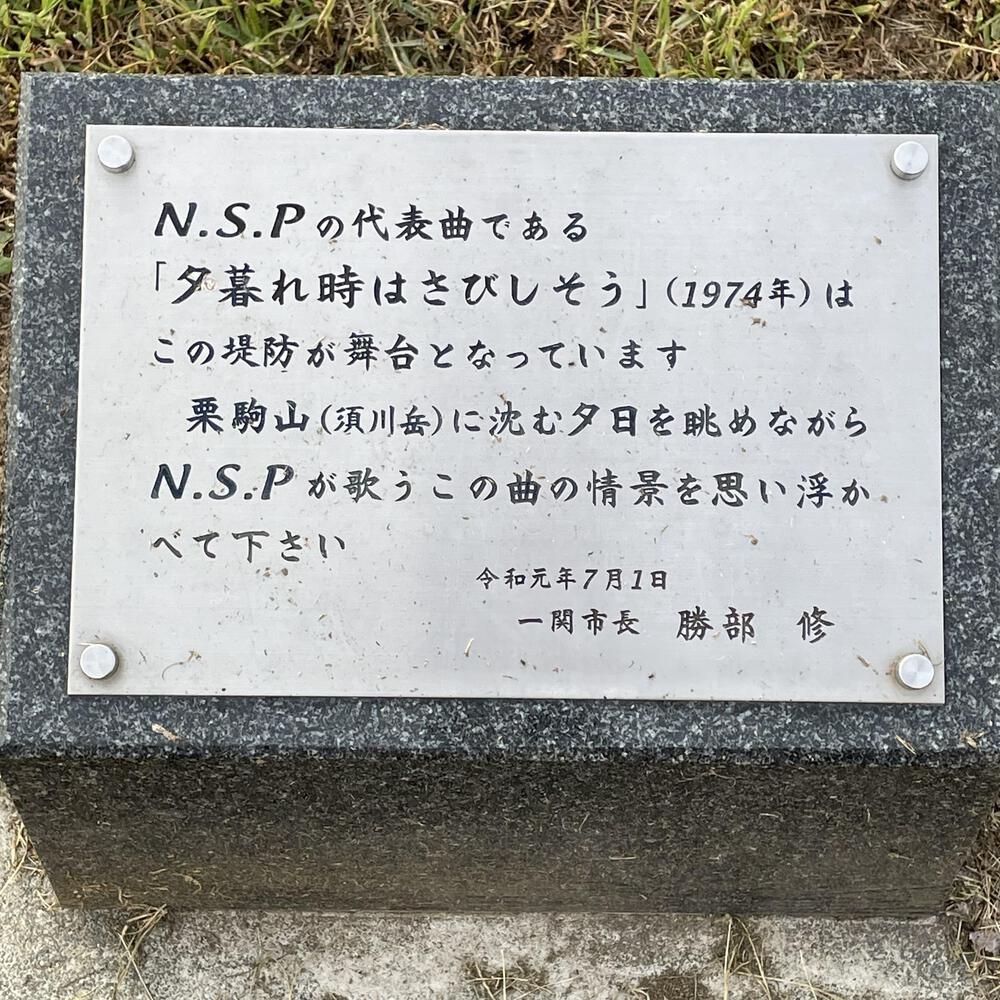 N.S.Pの代表曲である
「夕暮れ時はさびしそう」(1974年)は
この堤防が舞台となっています
栗駒山(須川岳)に沈む夕日を眺めながら
N.S.Pが歌うこの曲の情景を思い浮か
べて下さい
令和元年7月1日
一関市長 勝部 修